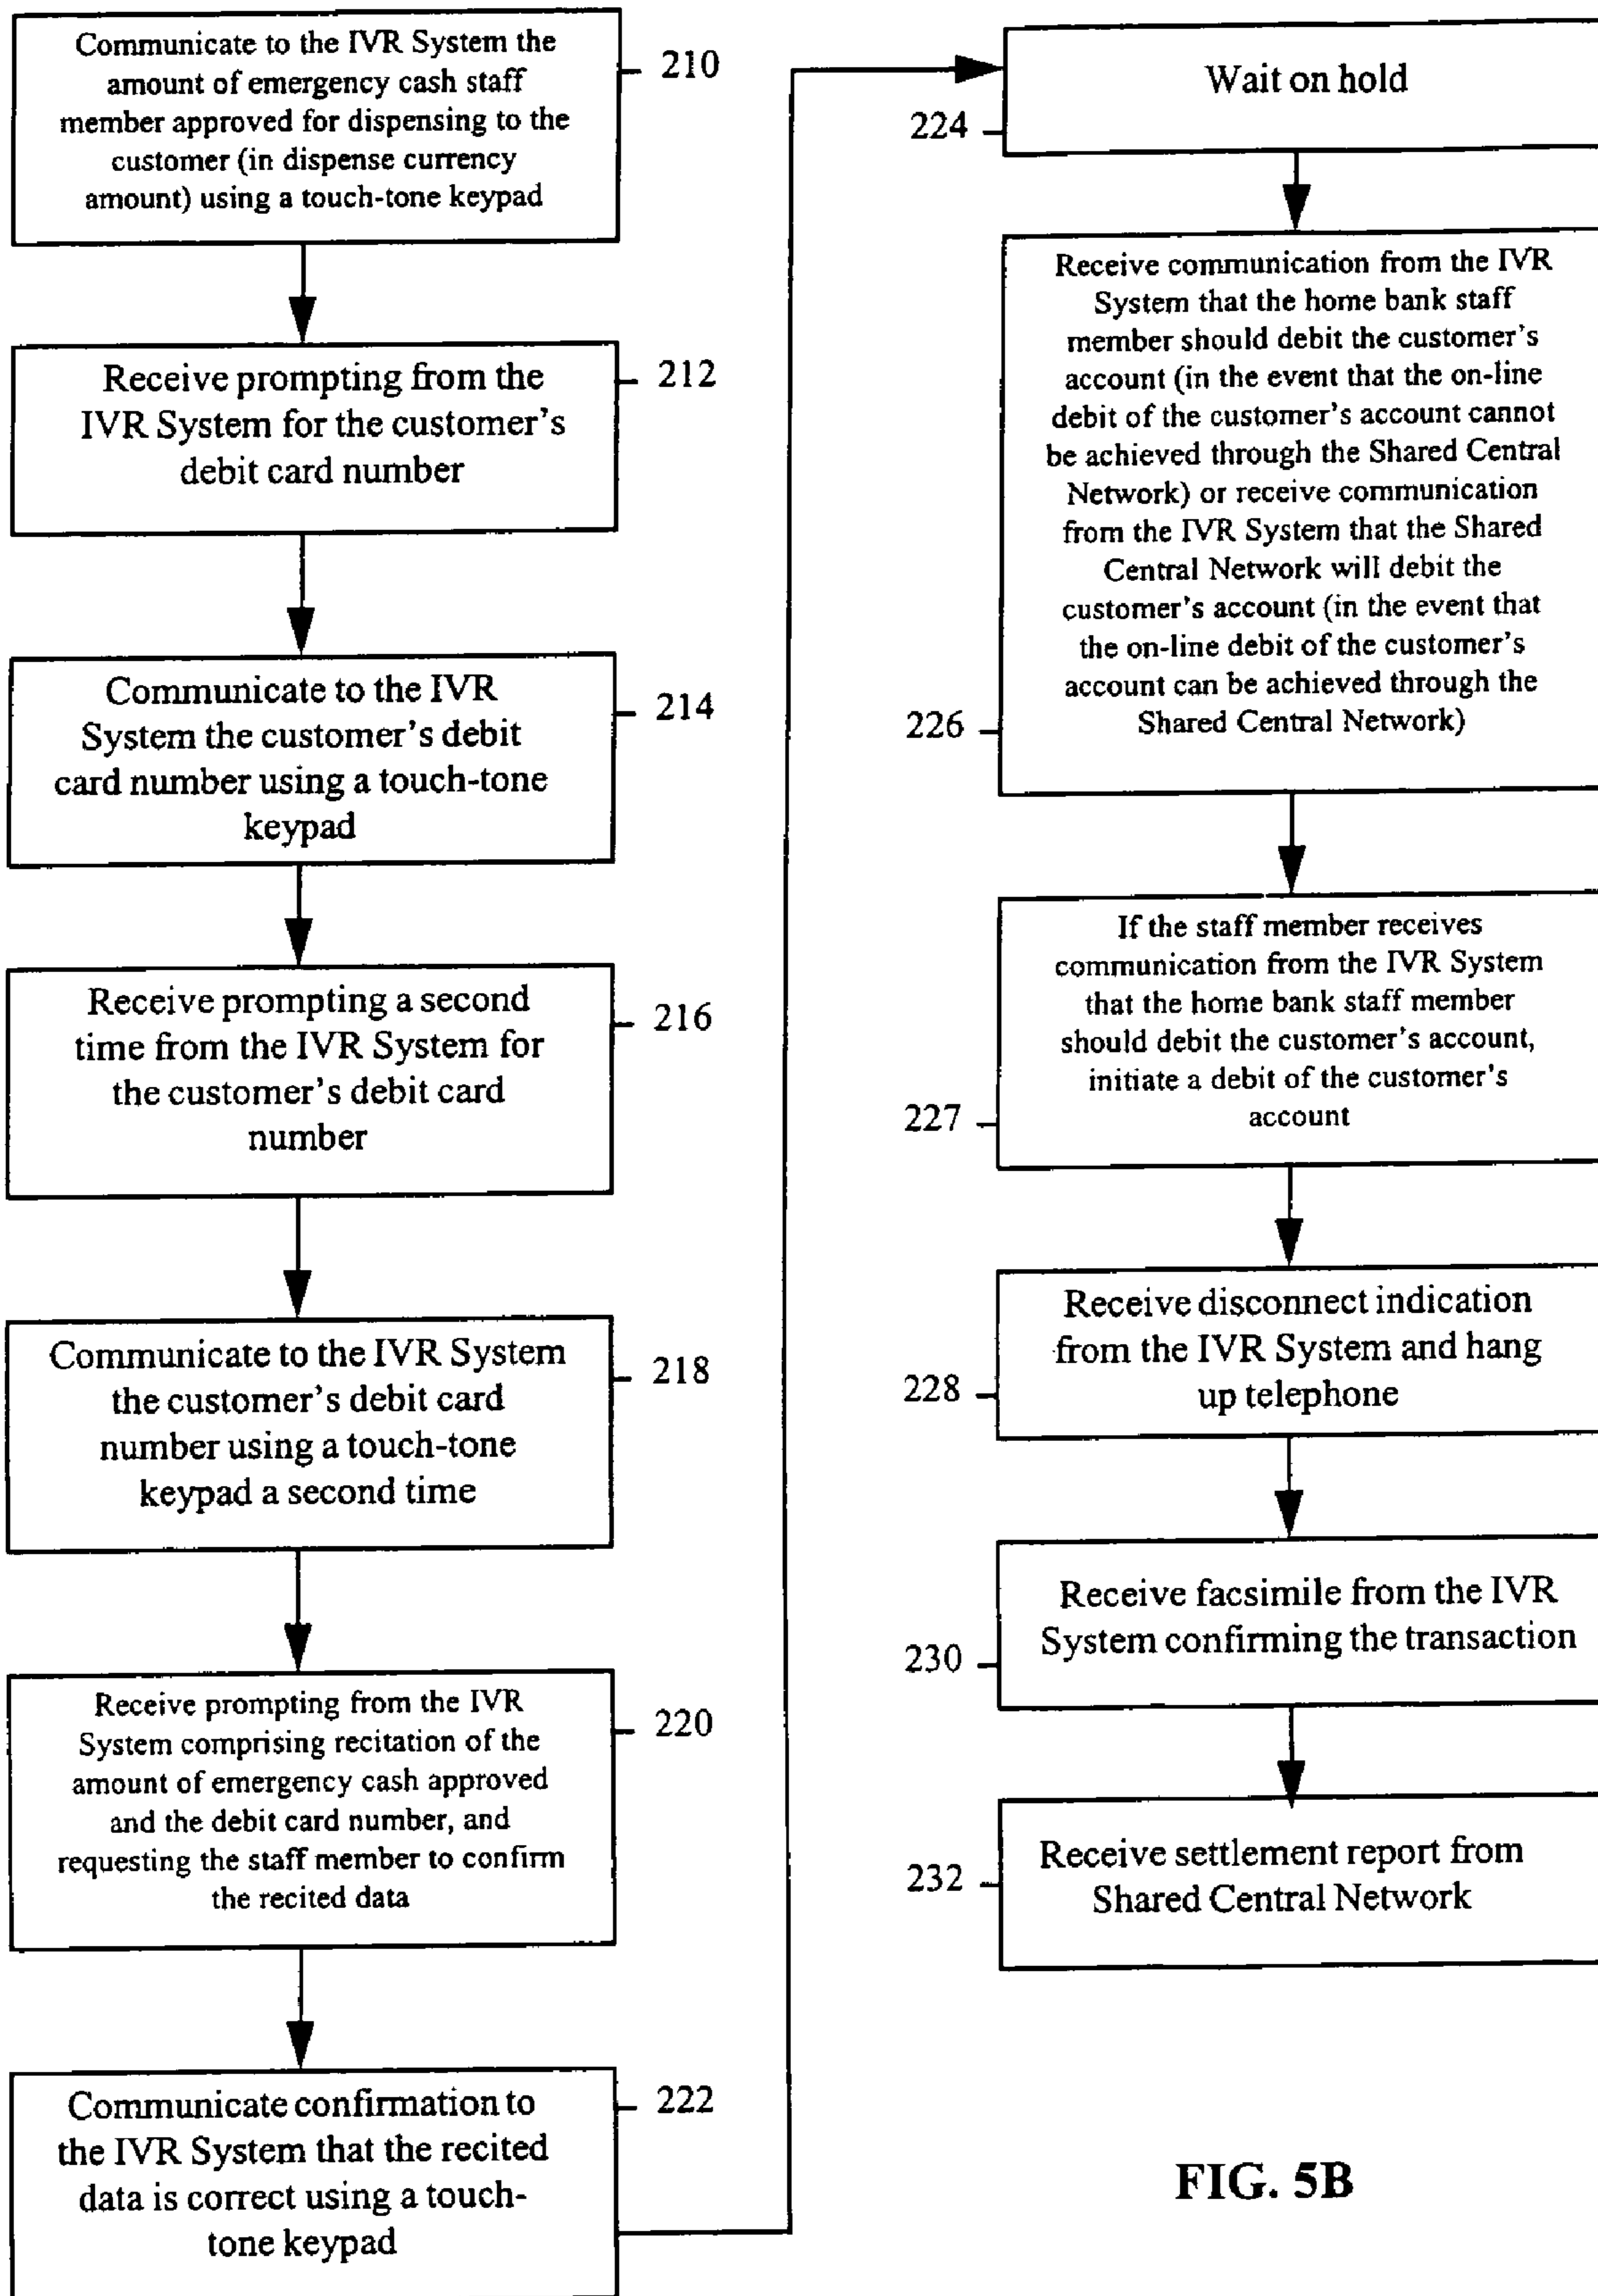 Communicate to the IVR System the
amount of emergency cash staff
member approved for dispensing to the
customer (in dispense currency
amount) using a touch-tone keypad
210
Receive prompting from the
IVR System for the customer's
debit card number
212
Communicate to the IVR
System the customer's debit
card number using a touch-tone
keypad
214
Receive prompting a second
time from the IVR System for
the customer's debit card
number
216
Communicate to the IVR System
the customer's debit card
number using a touch-tone
keypad a second time
218
Receive prompting from the IVR
System comprising recitation of the
amount of emergency cash approved
and the debit card number, and
requesting the staff member to confirm
the recited data
220
Communicate confirmation to
the IVR System that the recited
data is correct using a touch-
tone keypad
222
Wait on hold
224
Receive communication from the IVR
System that the home bank staff
member should debit the customer's
account (in the event that the on-line
debit of the customer's account cannot
be achieved through the Shared Central
Network) or receive communication
from the IVR System that the Shared
Central Network will debit the
customer's account (in the event that
the on-line debit of the customer's
account can be achieved through the
Shared Central Network)
226
If the staff member receives
communication from the IVR System
that the home bank staff member
should debit the customer's account,
initiate a debit of the customer's
account
227
Receive disconnect indication
from the IVR System and hang
up telephone
228
Receive facsimile from the IVR
System confirming the transaction
230
Receive settlement report from
Shared Central Network
232
FIG. 5B